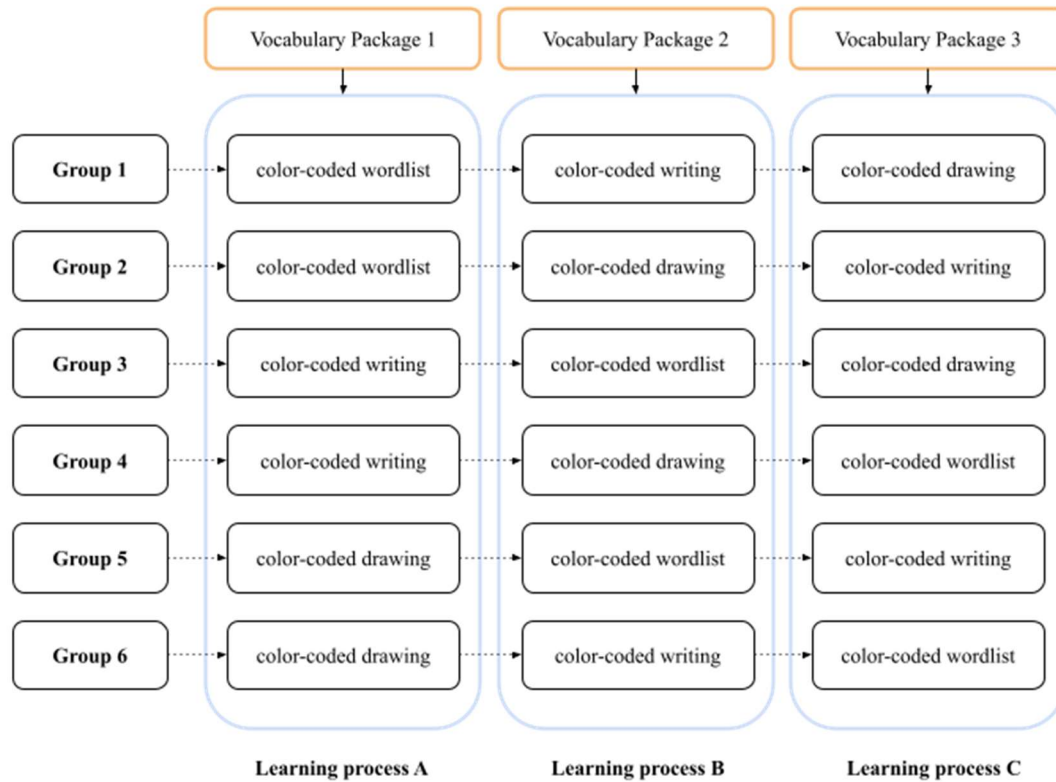 Vocabulary Package 1
Vocabulary Package 2
Vocabulary Package 3
Group 1
color-coded wordlist
color-coded writing
color-coded drawing
Group 2
color-coded wordlist
color-coded drawing
color-coded writing
Group 3
color-coded writing
color-coded wordlist
color-coded drawing
Group 4
color-coded writing
color-coded drawing
color-coded wordlist
Group 5
color-coded drawing
color-coded wordlist
color-coded writing
Group 6
color-coded drawing
color-coded writing
color-coded wordlist
Learning process A
Learning process B
Learning process C